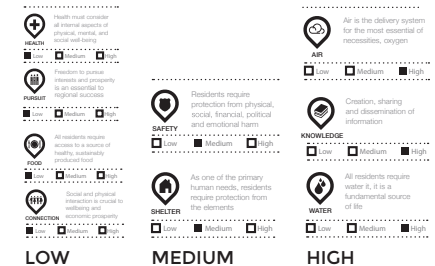 Health must consider
all internal aspects of
physical, mental, and
social well-being
HEALTH
Low Medium High
Freedom to pursue
interests and prosperity
is an essential to
regional success
PURSUIT
Low Medium High
All residents require
access to a source of
healthy, sustainably
produced food
FOOD
Low Medium High
Social and physical
interaction is crucial to
wellbeing and
economic prosperity
CONNECTION
Low Medium High
LOW
Residents require
protection from physical,
social, financial, political
and emotional harm
SAFETY
Low Medium High
As one of the primary
human needs, residents
require protection from
the elements
SHELTER
Low Medium High
MEDIUM
Air is the delivery system
for the most essential of
necessities, oxygen
AIR
Low Medium High
Creation, sharing
and dissemination of
information
KNOWLEDGE
Low Medium High
All residents require
water it, it is a
fundamental source
of life
WATER
Low Medium High
HIGH